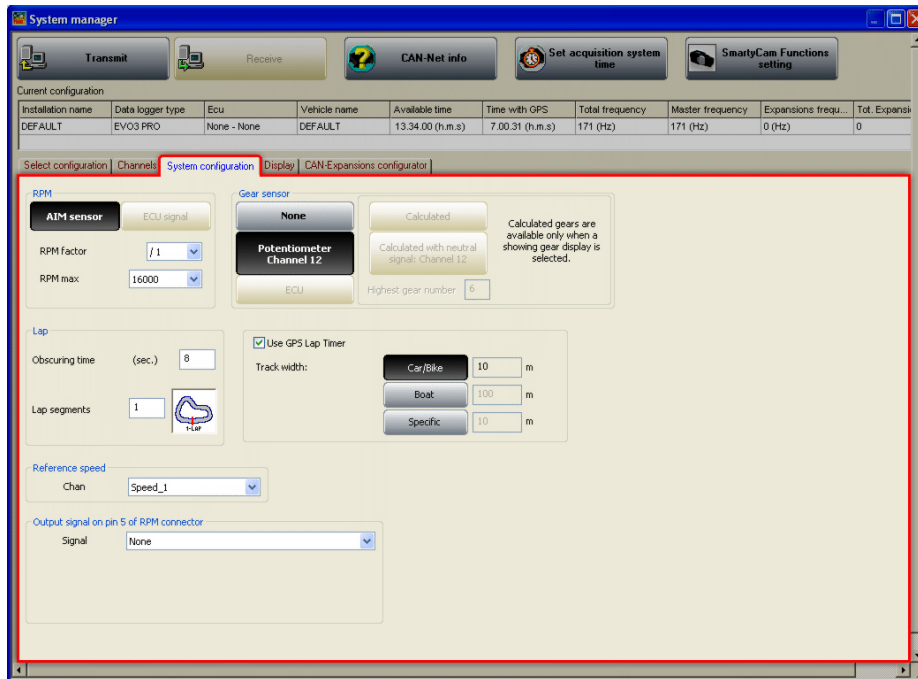 System manager
Transmit
Receive
CAN-Net info
Set acquisition system
time
SmartyCam Functions
setting
Current configuration
Installation name Data logger type Ecu Vehicle name Available time Time with GPS Total frequency Master frequency Expansions frequ... Tot. Expansi
DEFAULT EVO3 PRO None - None DEFAULT 13.34.00 (h.m.s) 7.00.31 (h.m.s) 171 (Hz) 171 (Hz) 0 (Hz) 0
Select configuration Channels System configuration Display CAN-Expansions configurator
RPM
AIM sensor ECU signal
RPM factor / 1
RPM max 16000
Gear sensor
None
Potentiometer
Channel 12
ECU
Calculated
Calculated with neutral
signal: Channel 12
Highest gear number 6
Calculated gears are
available only when a
showing gear display is
selected.
Lap
Obscuring time (sec.) 8
Lap segments 1
1-LAP
Use GPS Lap Timer
Track width:
Car/Bike 10 m
Boat 100 m
Specific 10 m
Reference speed
Chan Speed_1
Output signal on pin 5 of RPM connector
Signal None